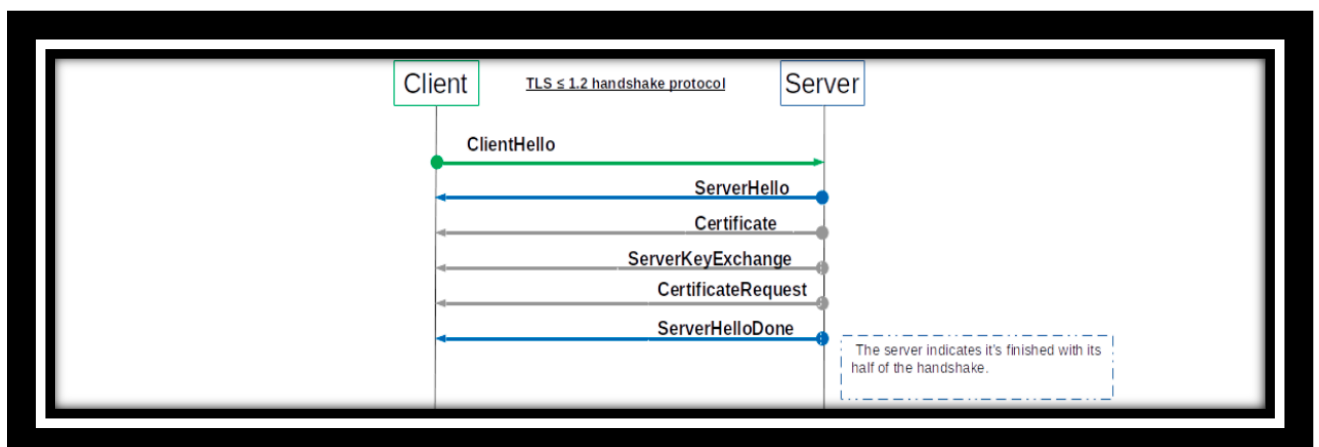 Client
TLS ≤ 1.2 handshake protocol
Server
ClientHello
ServerHello
Certificate
ServerKeyExchange
CertificateRequest
ServerHelloDone
The server indicates it's finished with its
half of the handshake.